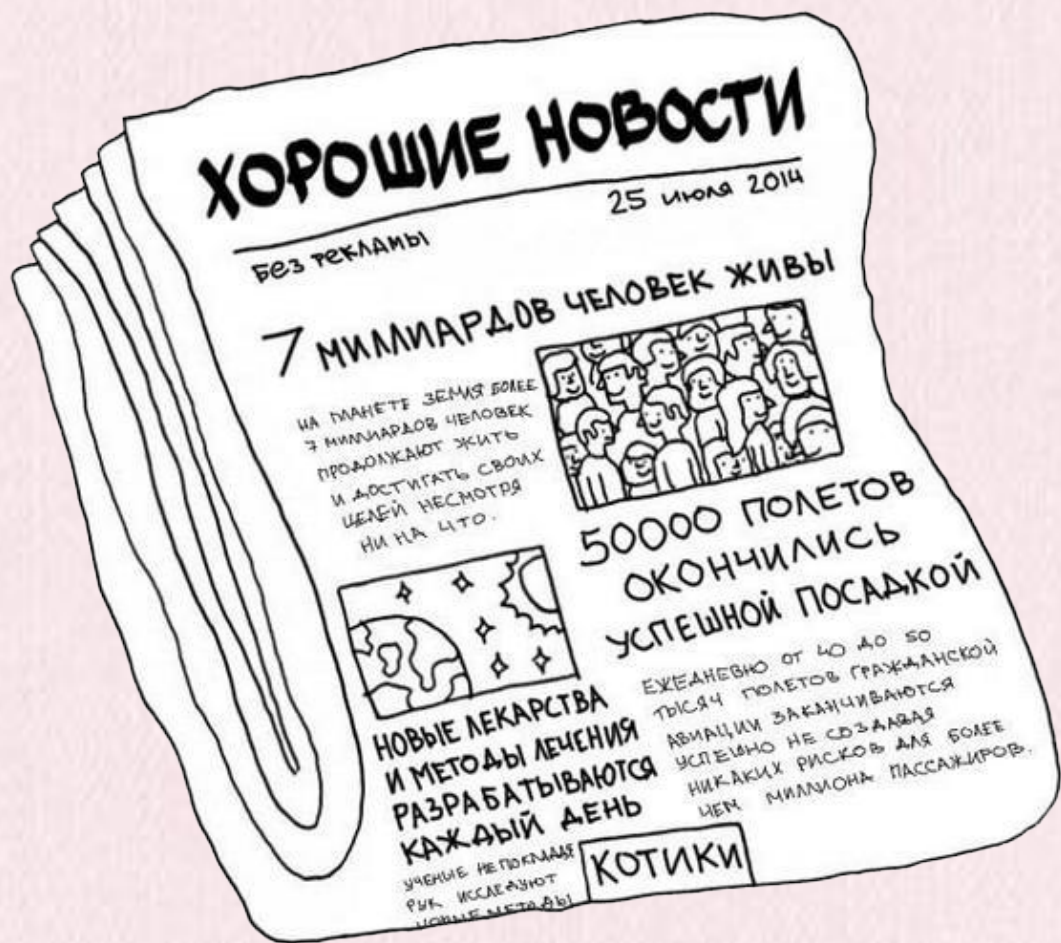 ХОРОШИЕ НОВОСТИ
25 июля 2014
Без рекламы
7 МИЛЛИАРДОВ ЧЕЛОВЕК ЖИВЫ
НА ПЛАНЕТЕ ЗЕМЛЯ БОЛЕЕ
7 МИЛЛИАРДОВ ЧЕЛОВЕК
ПРОДОЛЖАЮТ ЖИТЬ
И ДОСТИГАТЬ СВОИХ
ЦЕЛЕЙ НЕСМОТРЯ
НИ НА ЧТО.
50000 ПОЛЕТОВ
ОКОНЧИЛИСЬ
УСПЕШНОЙ ПОСАДКОЙ
ЕЖЕДНЕВНО ОТ 40 ДО 50
ТЫСЯЧ ПОЛЕТОВ ГРАЖДАНСКОЙ
АВИАЦИИ ЗАКАНЧИВАЮТСЯ
УСПЕШНО НЕ СОЗДАВАЯ
НИКАКИХ РИСКОВ ДЛЯ БОЛЕЕ
ЧЕМ МИЛЛИОНА ПАССАЖИРОВ.
НОВЫЕ ЛЕКАРСТВА
И МЕТОДЫ ЛЕЧЕНИЯ
РАЗРАБАТЫВАЮТСЯ
КАЖДЫЙ ДЕНЬ
УЧЕНЫЕ НЕ ПОКЛАДАЯ
РУК ИССЛЕДУЮТ
НОВЫЕ МЕТОДЫ
КОТИКИ